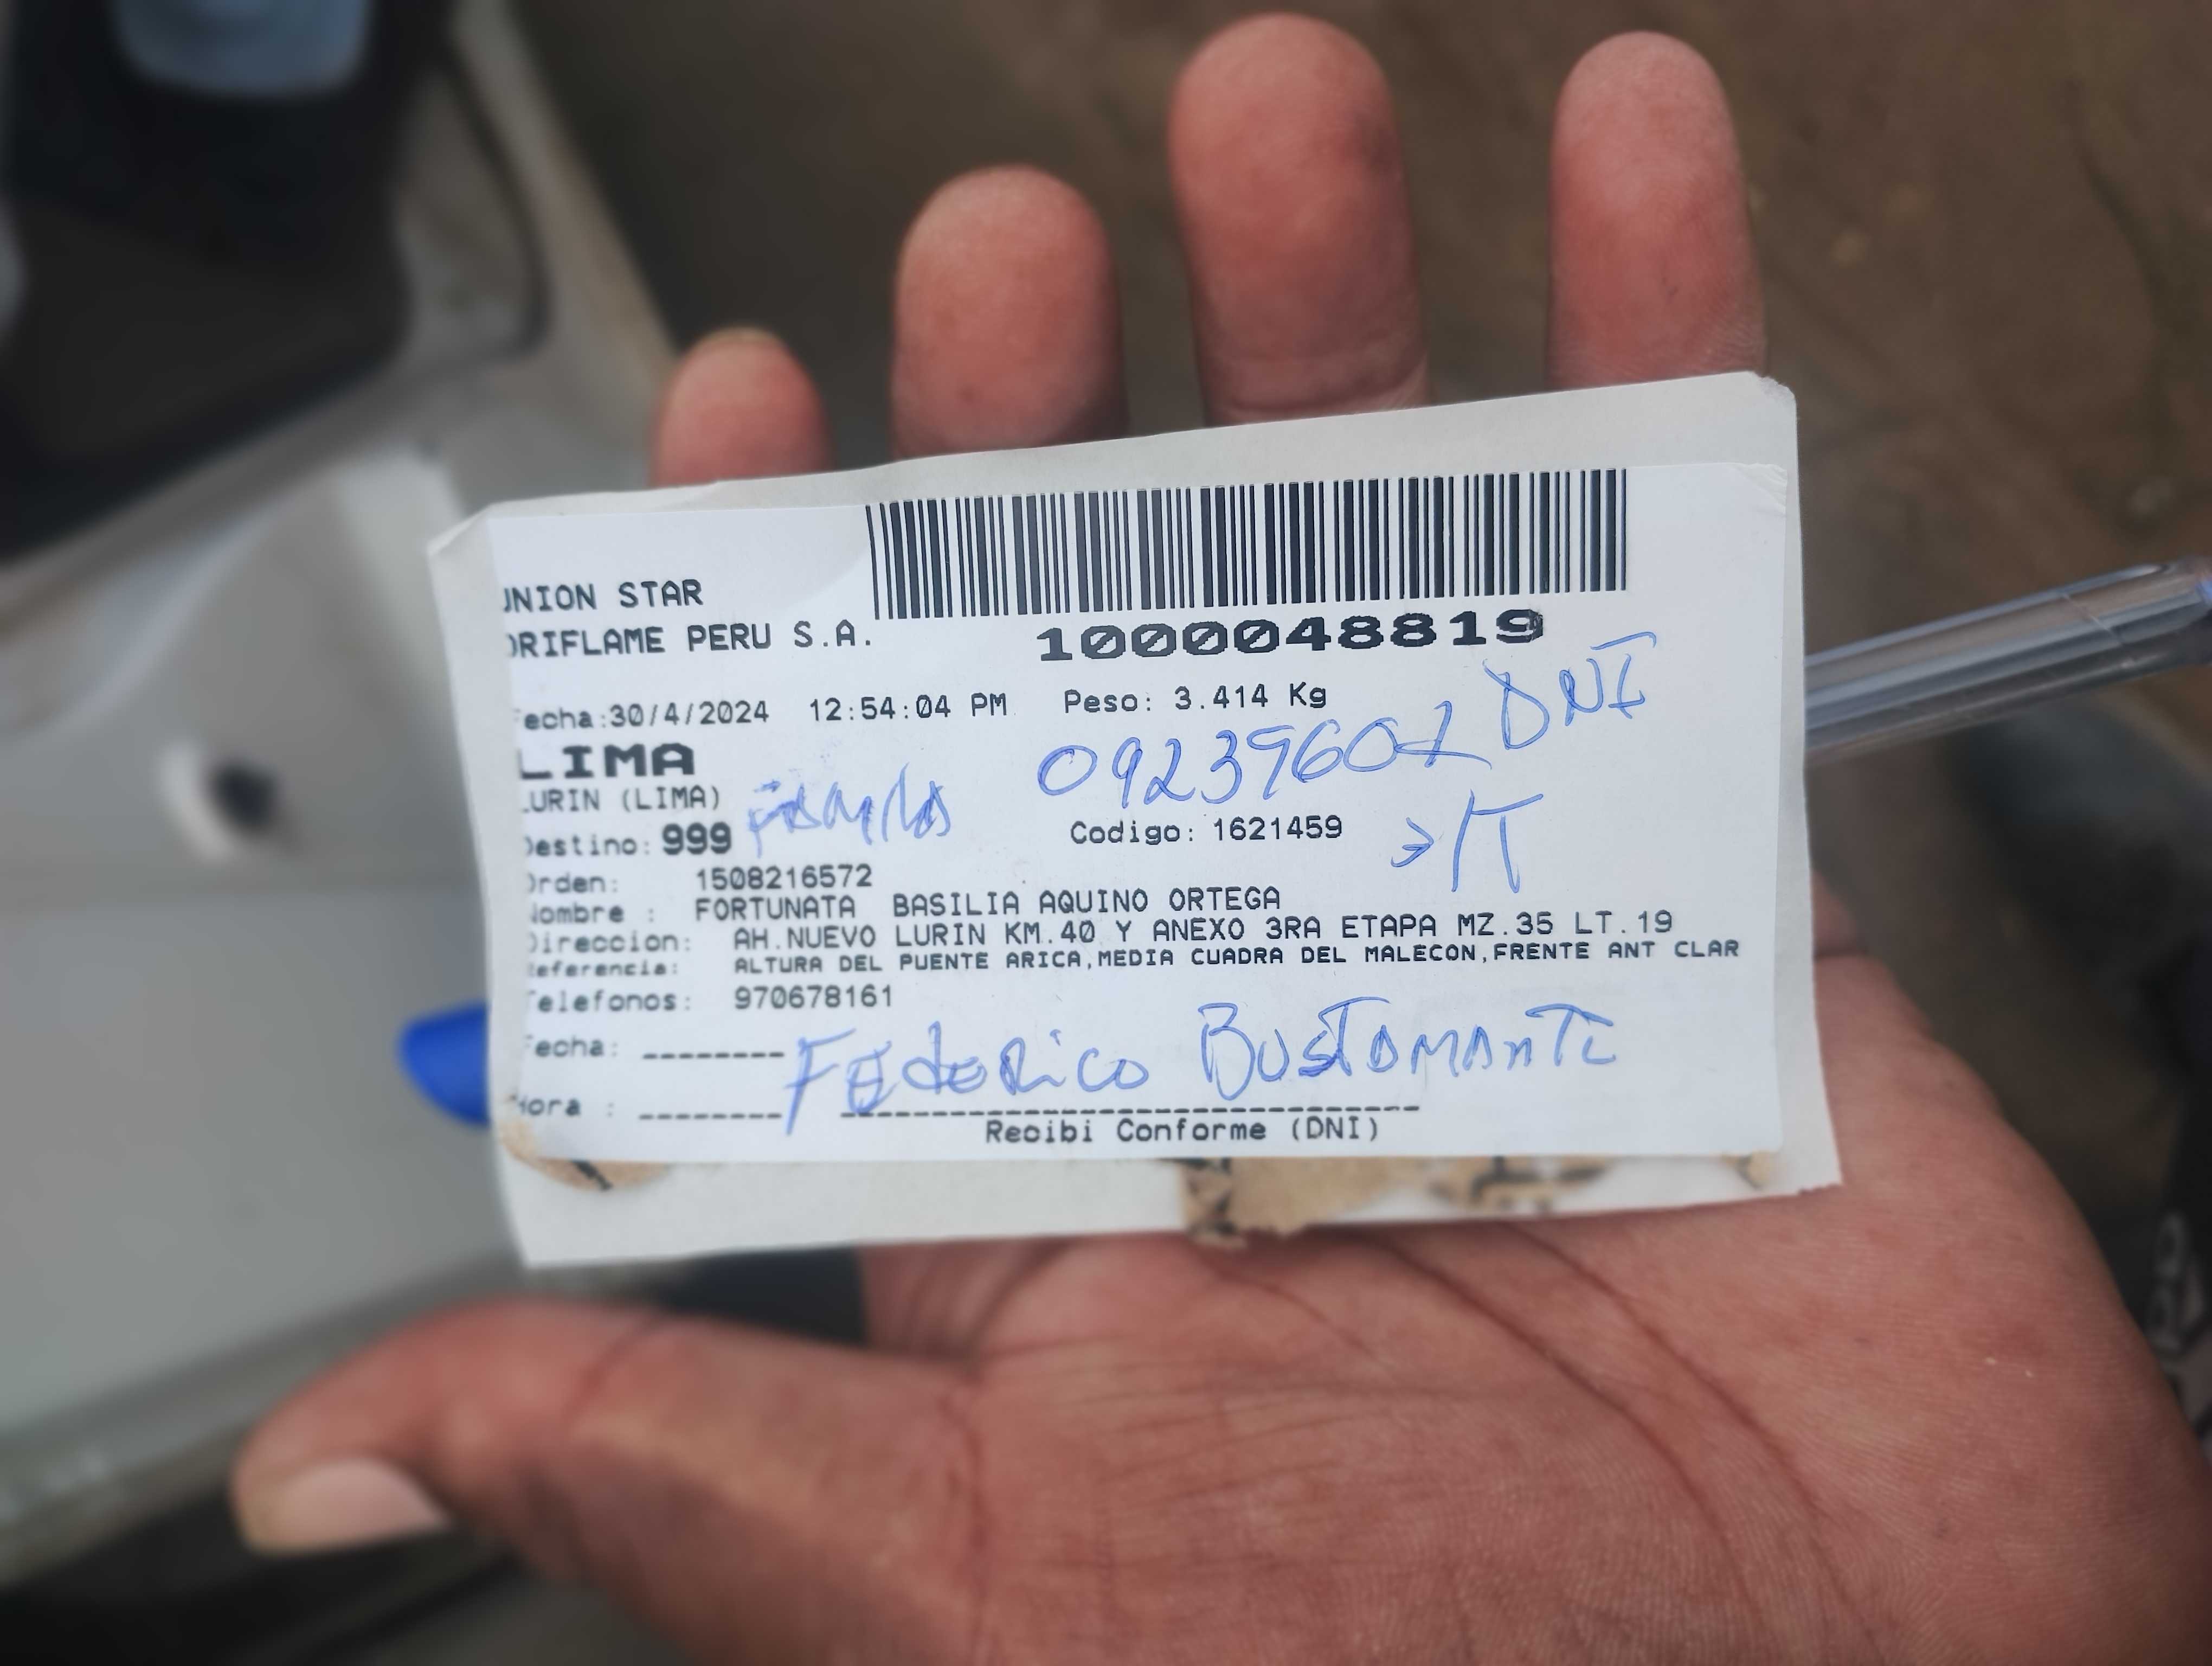 UNION STAR
ORIFLAME PERU S.A.
1000048819
Fecha:30/4/2024 12:54:04 PM Peso: 3.414 Kg
DNI
LIMA
09239601
LURIN (LIMA)
Destino: 999
Codigo: 1621459
Orden: 1508216572
Nombre : FORTUNATA BASILIA AQUINO ORTEGA
Direccion: AH.NUEVO LURIN KM.40 Y ANEXO 3RA ETAPA MZ.35 LT.19
Referencia: ALTURA DEL PUENTE ARICA,MEDIA CUADRA DEL MALECON,FRENTE ANT CLAR
Telefonos: 970678161
Fecha: --------
Federico Bustamante
Hora : --------
Recibi Conforme (DNI)